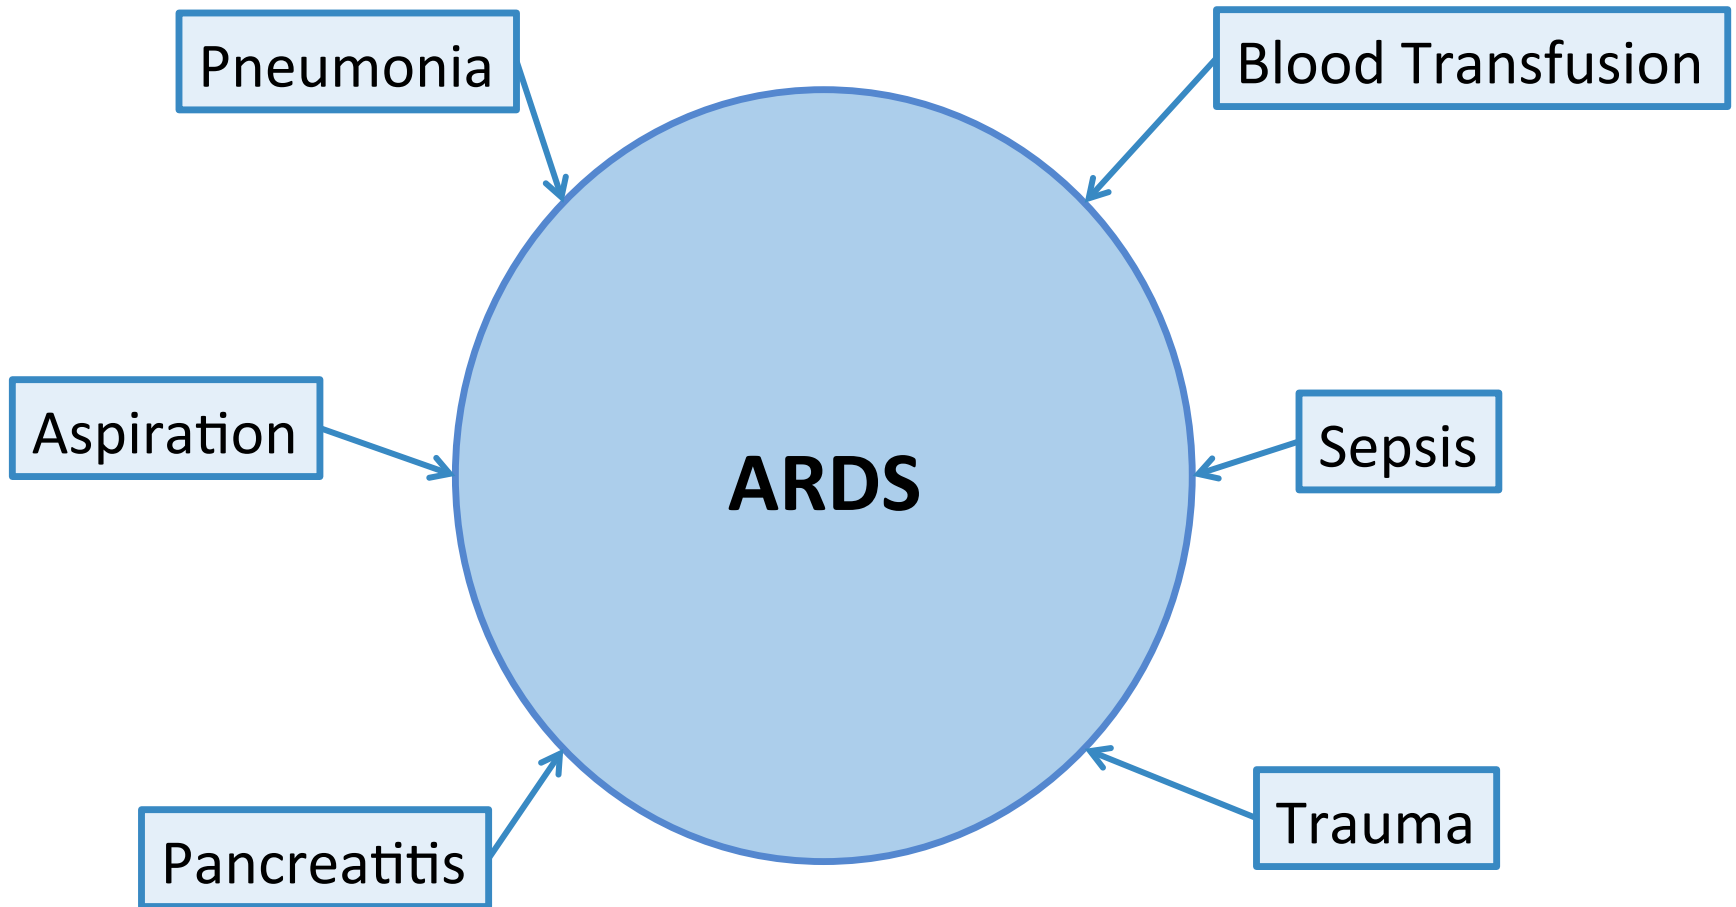 Pneumonia
Blood Transfusion
Aspiration
Sepsis
ARDS
Trauma
Pancreatitis